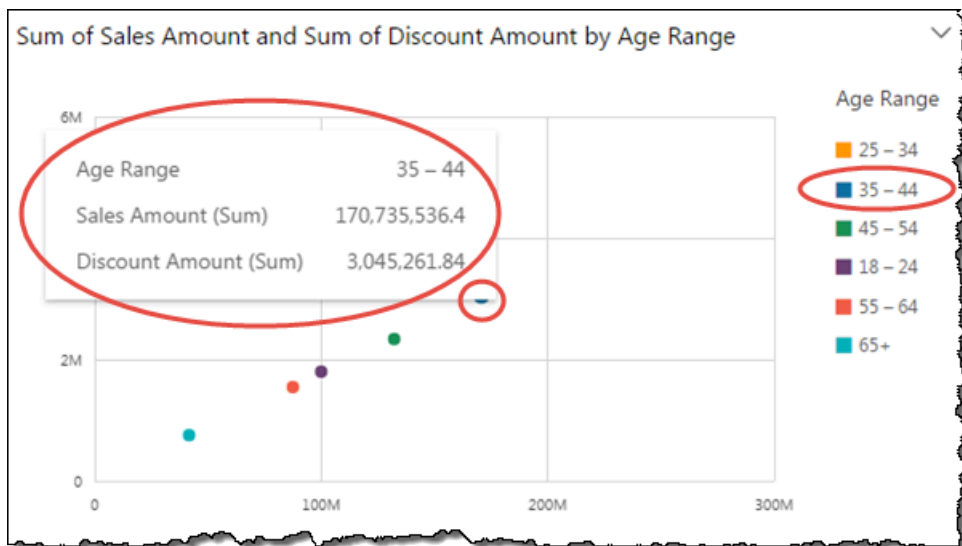 Sum of Sales Amount and Sum of Discount Amount by Age Range
Age Range
6M
Age Range 35 – 44
Sales Amount (Sum) 170,735,536.4
Discount Amount (Sum) 3,045,261.84
2M
0
0 100M 200M 300M
25 – 34
35 – 44
45 – 54
18 – 24
55 – 64
65+